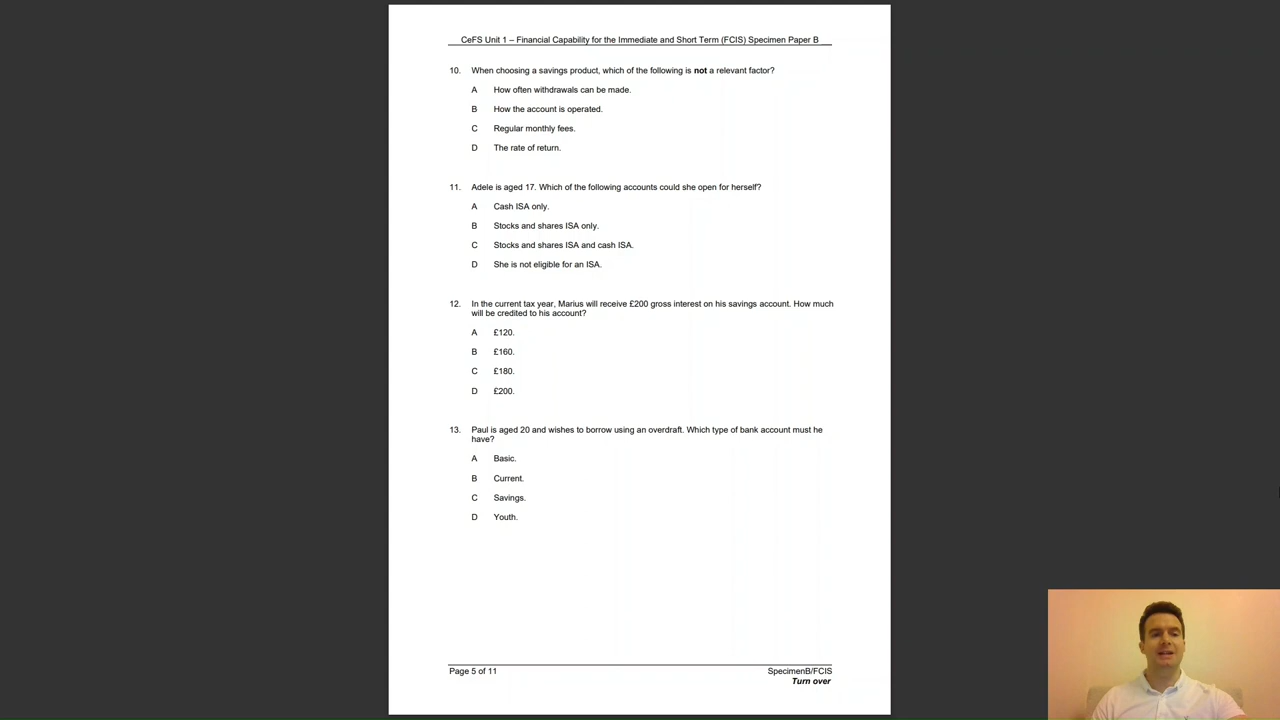 CeFS Unit 1 – Financial Capability for the Immediate and Short Term (FCIS) Specimen Paper B
10. When choosing a savings product, which of the following is not a relevant factor?
A How often withdrawals can be made.
B How the account is operated.
C Regular monthly fees.
D The rate of return.
11. Adele is aged 17. Which of the following accounts could she open for herself?
A Cash ISA only.
B Stocks and shares ISA only.
C Stocks and shares ISA and cash ISA.
D She is not eligible for an ISA.
12. In the current tax year, Marius will receive £200 gross interest on his savings account. How much
will be credited to his account?
A £120.
B £160.
C £180.
D £200.
13. Paul is aged 20 and wishes to borrow using an overdraft. Which type of bank account must he
have?
A Basic.
B Current.
C Savings.
D Youth.
Page 5 of 11
SpecimenB/FCIS
Turn over